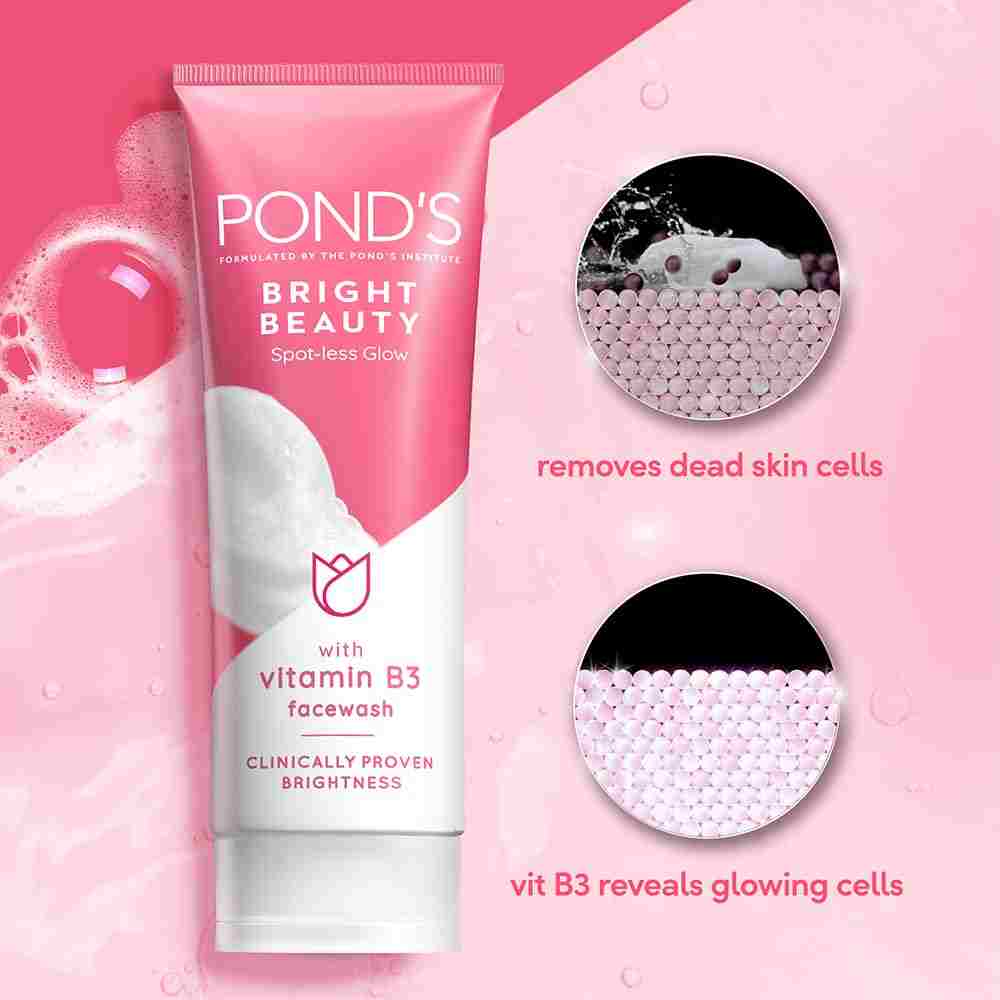 POND'S
FORMULATED BY THE POND'S INSTITUTE
BRIGHT
BEAUTY
Spot-less Glow
with
vitamin B3
facewash
CLINICALLY PROVEN
BRIGHTNESS
removes dead skin cells
vit B3 reveals glowing cells